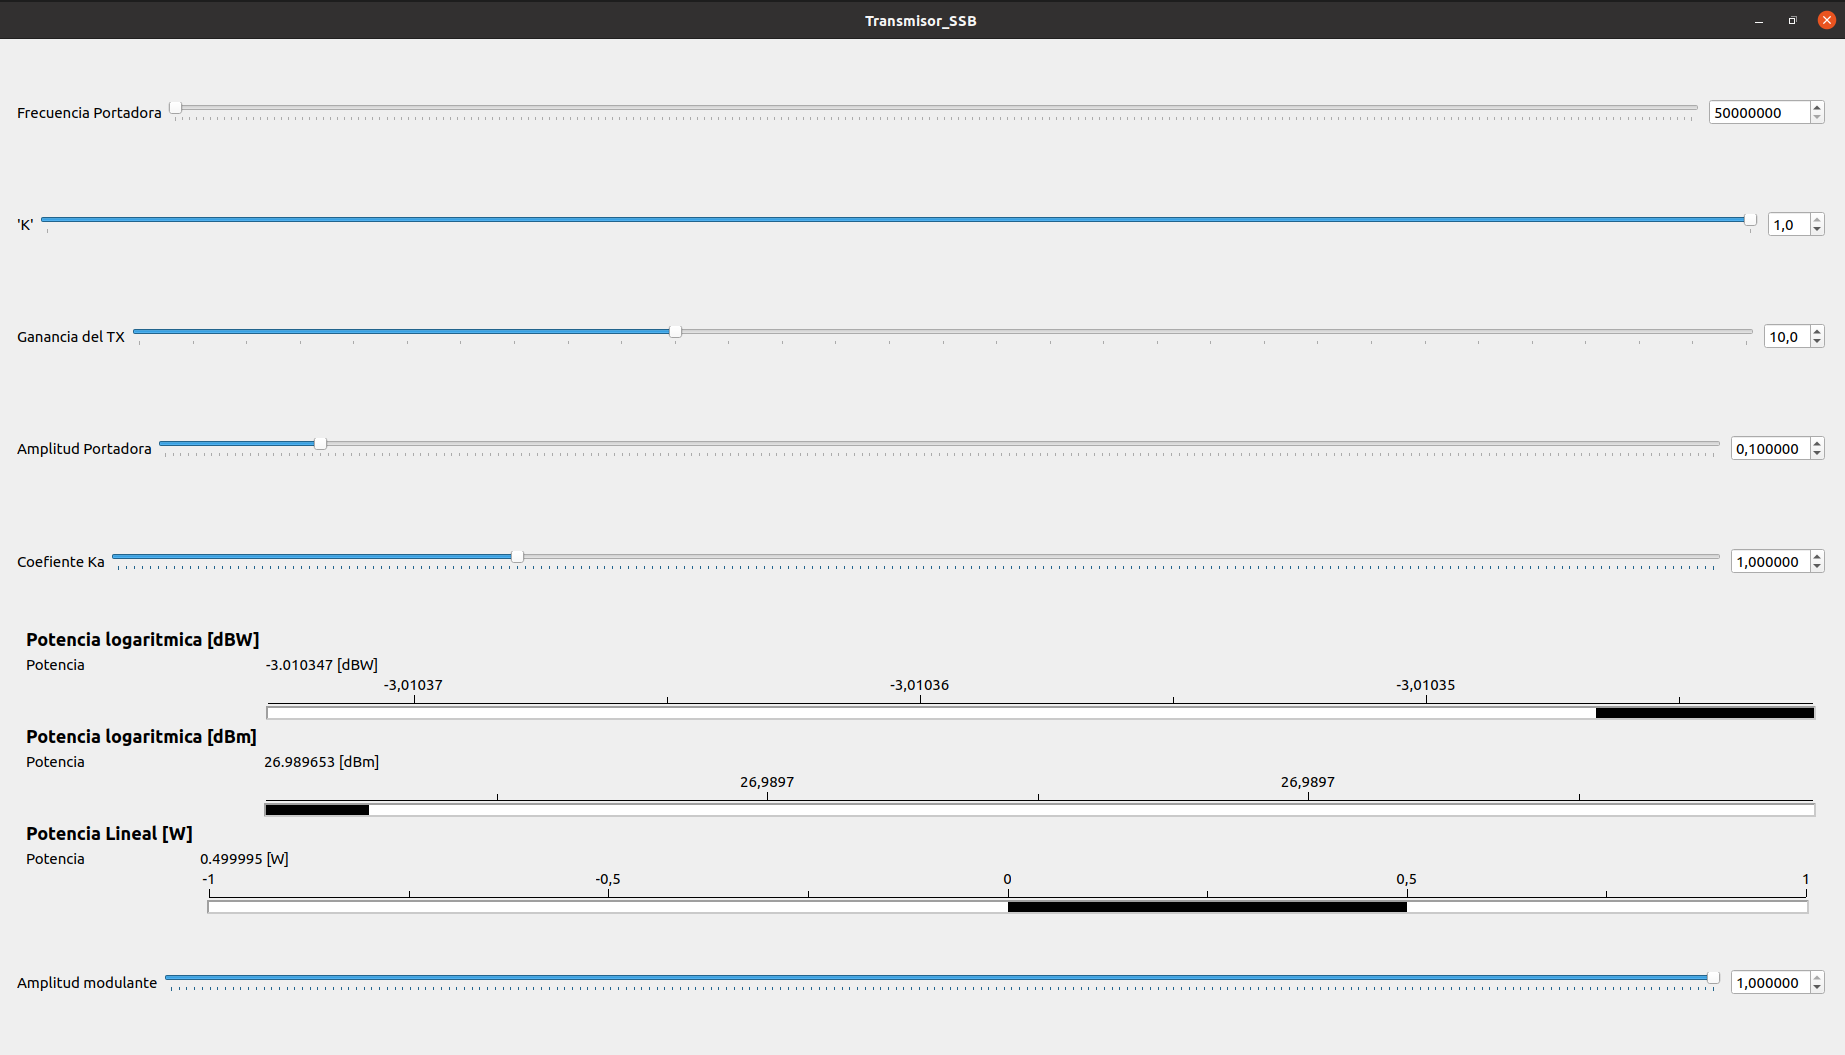 Transmisor_SSB
Frecuencia Portadora 50000000
'K' 1,0
Ganancia del TX 10,0
Amplitud Portadora 0,100000
Coefiente Ka 1,000000
Potencia logaritmica [dBW]
Potencia -3.010347 [dBW]
-3,01037 -3,01036 -3,01035
Potencia logaritmica [dBm]
Potencia 26.989653 [dBm]
26,9897 26,9897
Potencia Lineal [W]
Potencia 0.499995 [W]
-1 -0,5 0 0,5 1
Amplitud modulante 1,000000